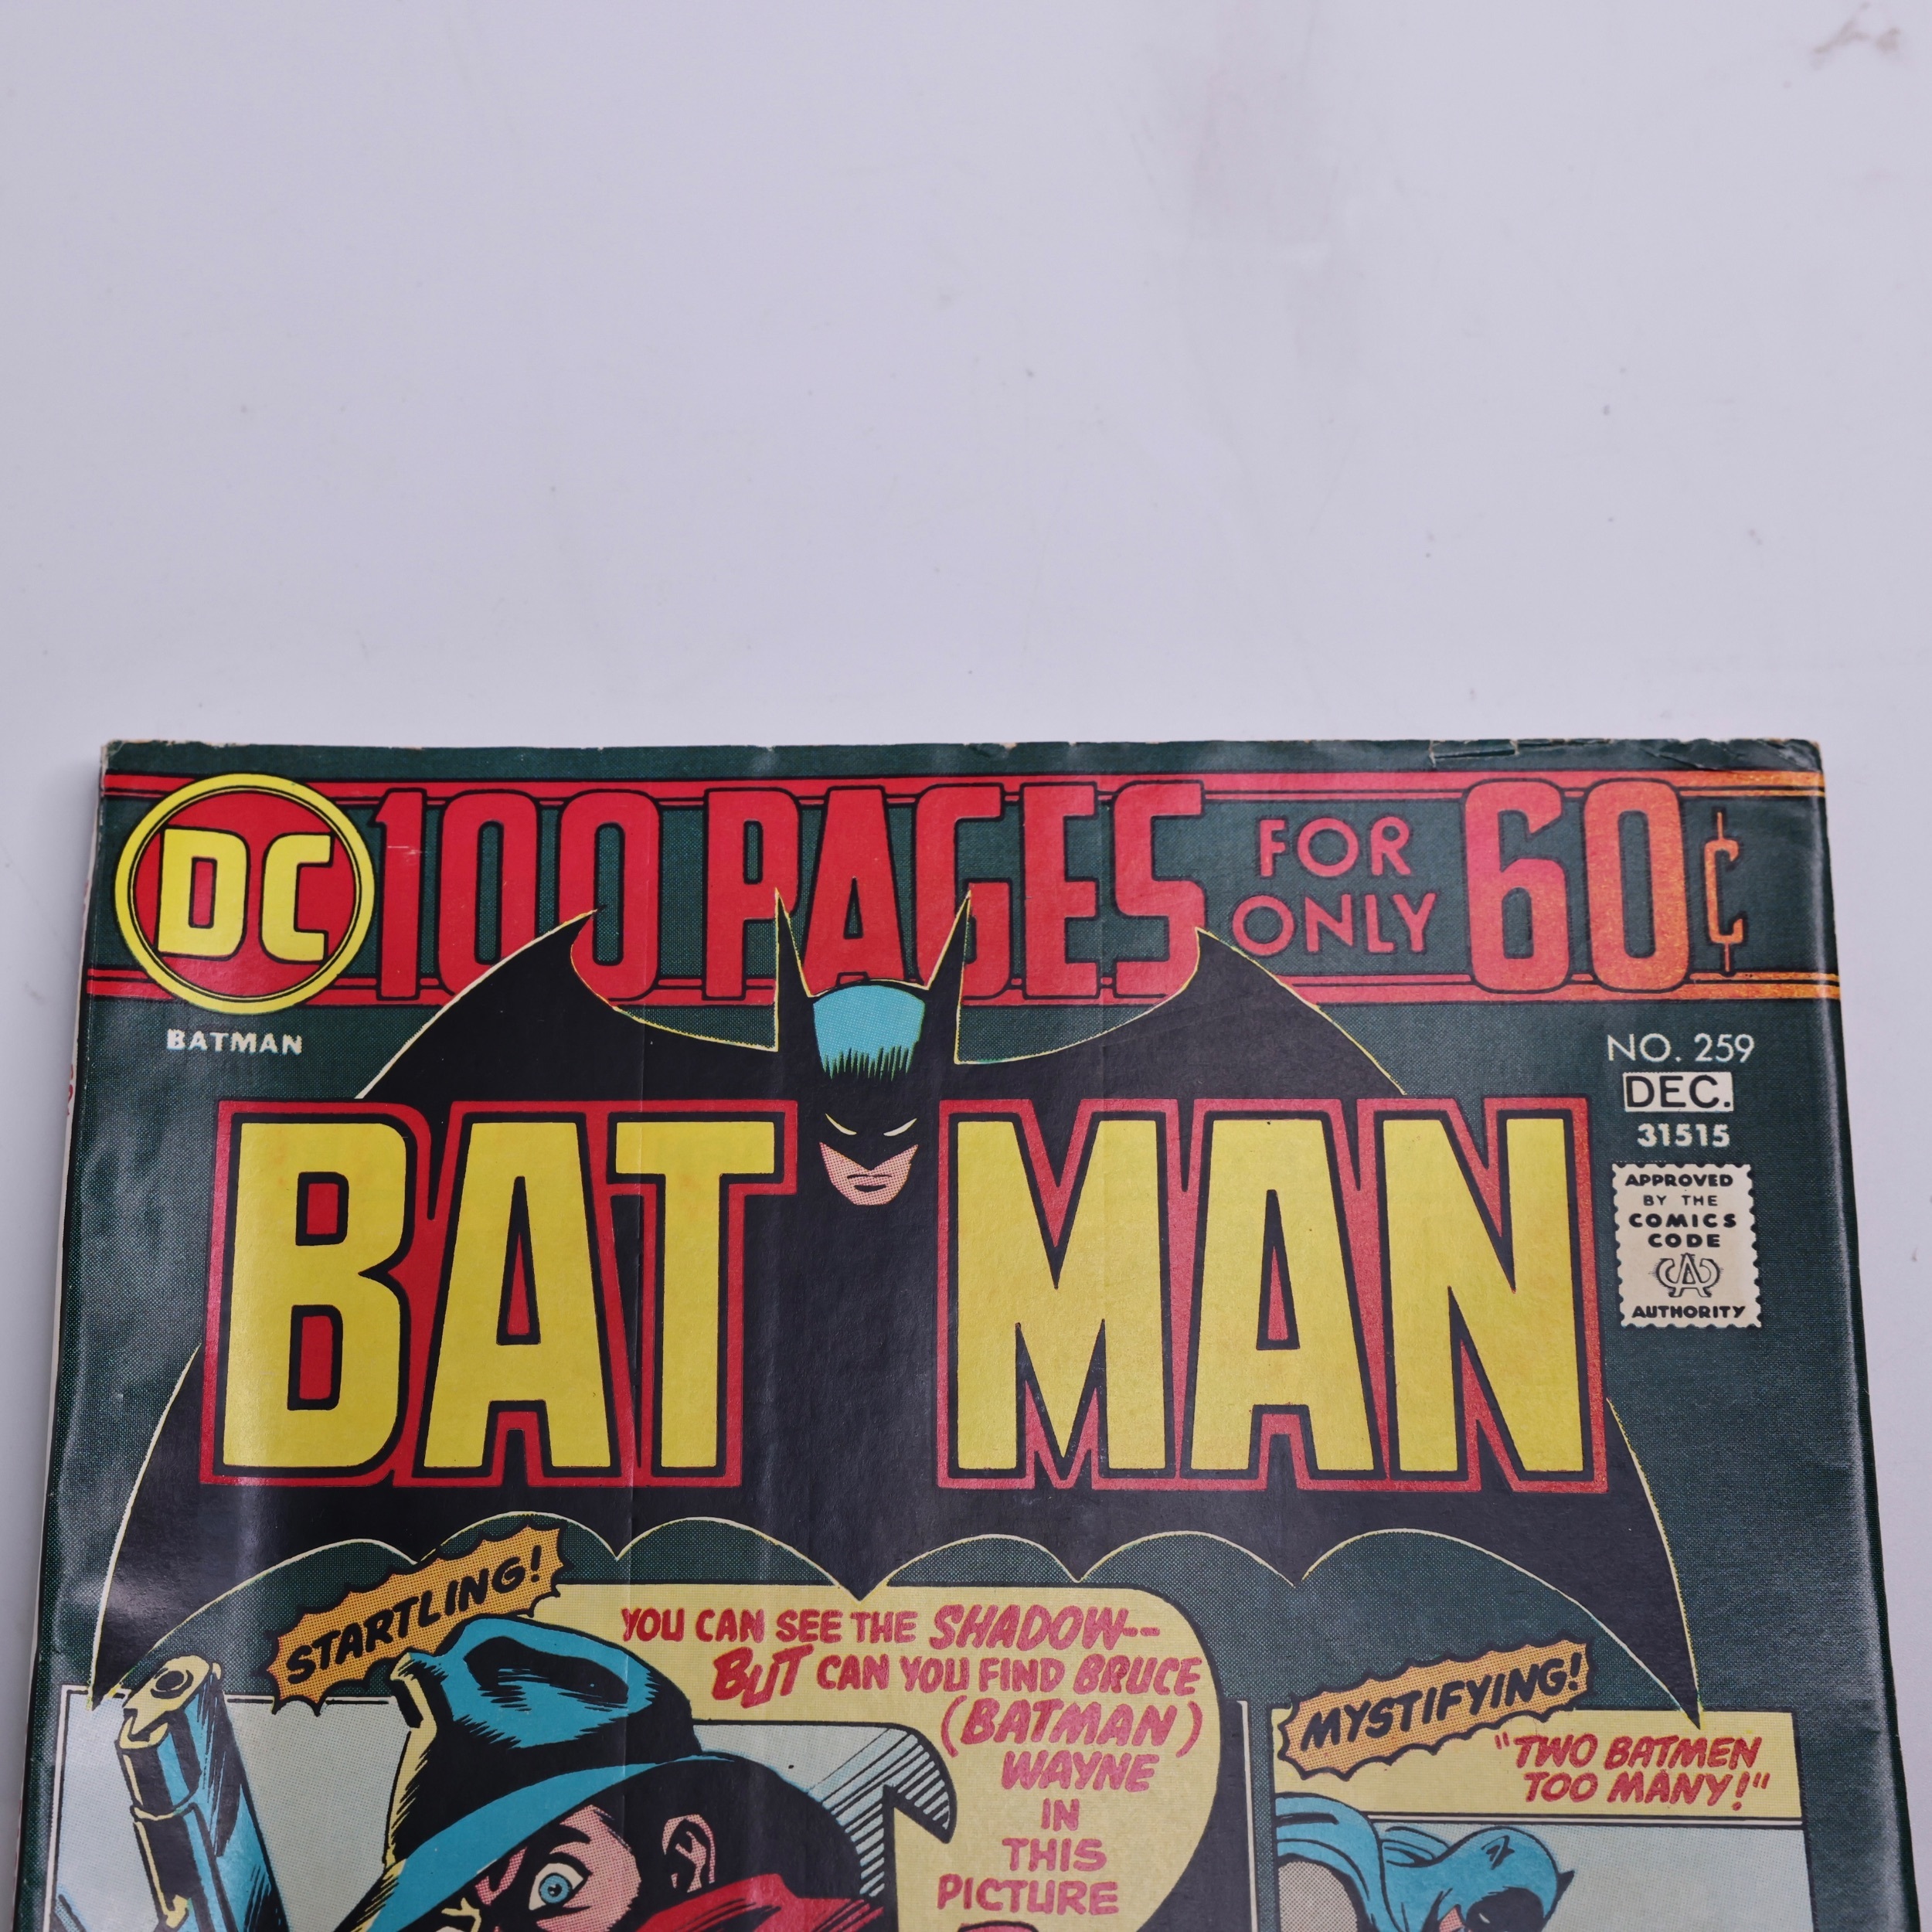 DC 100 PAGES FOR ONLY 60¢
BATMAN
NO. 259
DEC.
31515
APPROVED
BY THE
COMICS
CODE
CA
AUTHORITY
BATMAN
STARTLING!
YOU CAN SEE THE SHADOW--
BUT CAN YOU FIND BRUCE
(BATMAN)
WAYNE
IN
THIS
PICTURE
MYSTIFYING!
"TWO BATMEN
TOO MANY!"